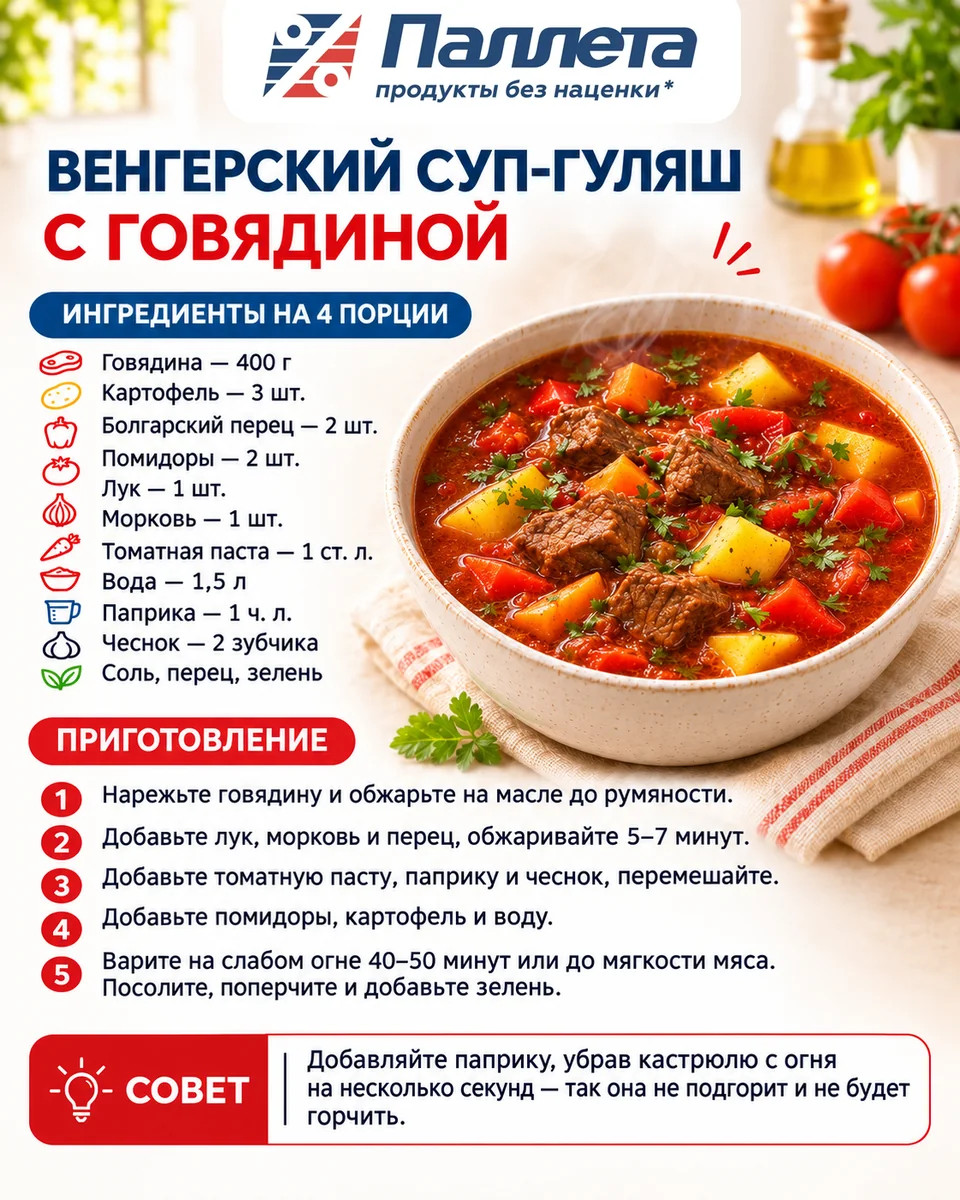 Паллета
продукты без наценки*
ВЕНГЕРСКИЙ СУП-ГУЛЯШ
С ГОВЯДИНОЙ
ИНГРЕДИЕНТЫ НА 4 ПОРЦИИ
Говядина — 400 г
Картофель — 3 шт.
Болгарский перец — 2 шт.
Помидоры — 2 шт.
Лук — 1 шт.
Морковь — 1 шт.
Томатная паста — 1 ст. л.
Вода — 1,5 л
Паприка — 1 ч. л.
Чеснок — 2 зубчика
Соль, перец, зелень
ПРИГОТОВЛЕНИЕ
1 Нарежьте говядину и обжарьте на масле до румяности.
2 Добавьте лук, морковь и перец, обжаривайте 5–7 минут.
3 Добавьте томатную пасту, паприку и чеснок, перемешайте.
4 Добавьте помидоры, картофель и воду.
5 Варите на слабом огне 40–50 минут или до мягкости мяса.
Посолите, поперчите и добавьте зелень.
СОВЕТ
Добавляйте паприку, убрав кастрюлю с огня
на несколько секунд — так она не подгорит и не будет
горчить.